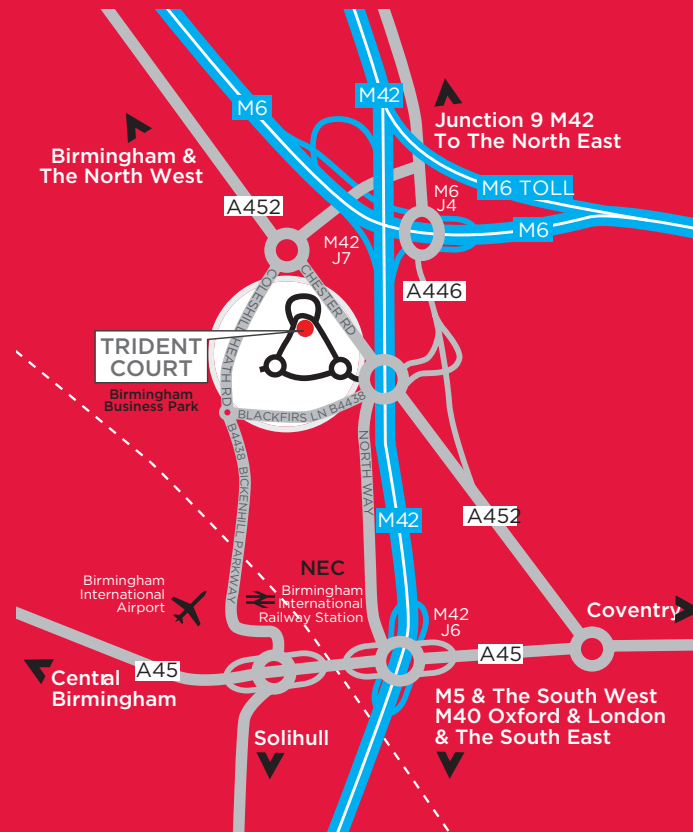 M6
M42
Junction 9 M42
To The North East
Birmingham &
The North West
M6 TOLL
M6
J4
A452
M6
M42
J7
A446
COLESHILL HEATH RD
CHESTER RD
TRIDENT
COURT
Birmingham
Business Park
BLACKFIRS LN B4438
B4438 BICKENHILL PARKWAY
NORTH WAY
M42
A452
NEC
Birmingham
International
Airport
Birmingham
International
Railway Station
M42
J6
Coventry
A45
A45
Central
Birmingham
M5 & The South West
M40 Oxford & London
& The South East
Solihull